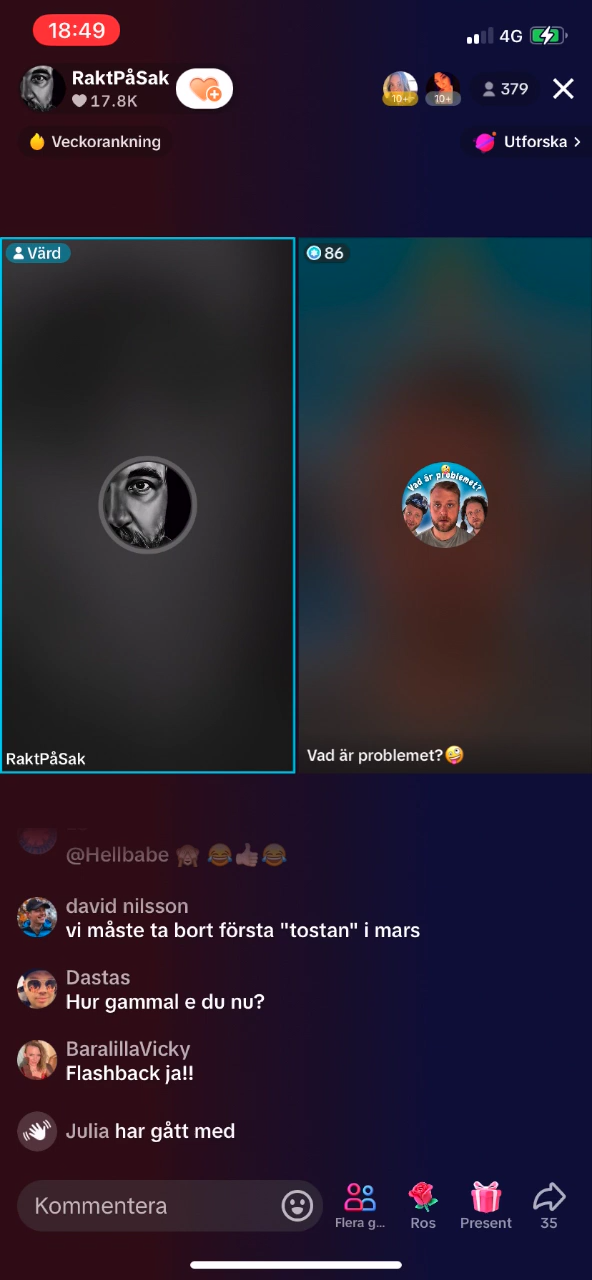 18:49
4G
RaktPåSak
17.8K
10+
10+
379
Veckorankning
Utforska >
Värd
86
Vad är problemet?
RaktPåSak
Vad är problemet?🤪
@Hellbabe 🙈 😂👍😂
david nilsson
vi måste ta bort första "tostan" i mars
Dastas
Hur gammal e du nu?
BaralillaVicky
Flashback ja!!
Julia har gått med
Kommentera
Flera g...
Ros
Present
35